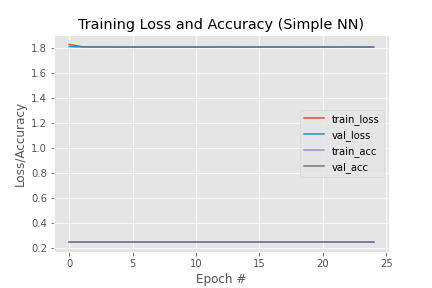 Training Loss and Accuracy (Simple NN)
1.8
1.6
1.4
1.2
1.0
0.8
0.6
0.4
0.2
Loss/Accuracy
train_loss
val_loss
train_acc
val_acc
0 5 10 15 20 25
Epoch #